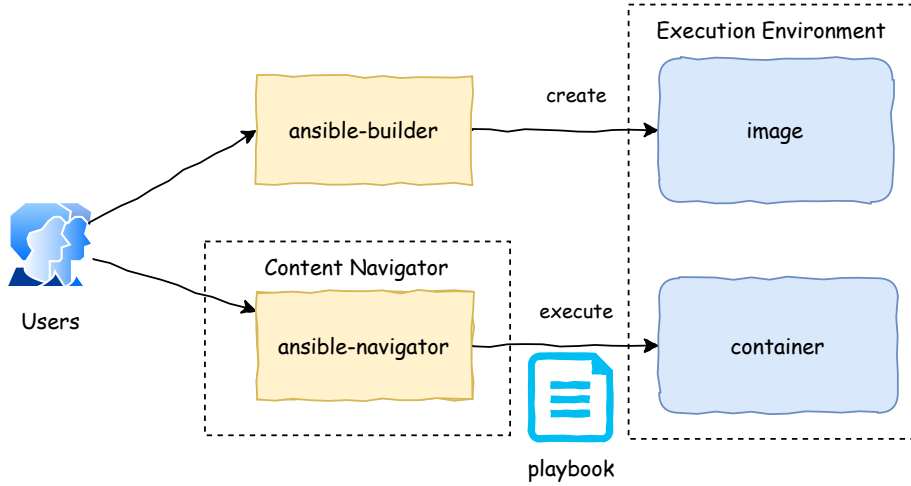 Execution Environment
create
ansible-builder
image
Content Navigator
Users
execute
ansible-navigator
container
playbook